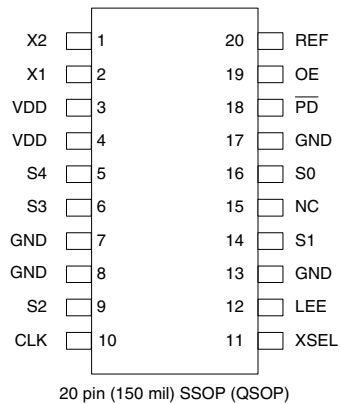 X2 1 20 REF
X1 2 19 OE
VDD 3 18 PD
VDD 4 17 GND
S4 5 16 S0
S3 6 15 NC
GND 7 14 S1
GND 8 13 GND
S2 9 12 LEE
CLK 10 11 XSEL
20 pin (150 mil) SSOP (QSOP)